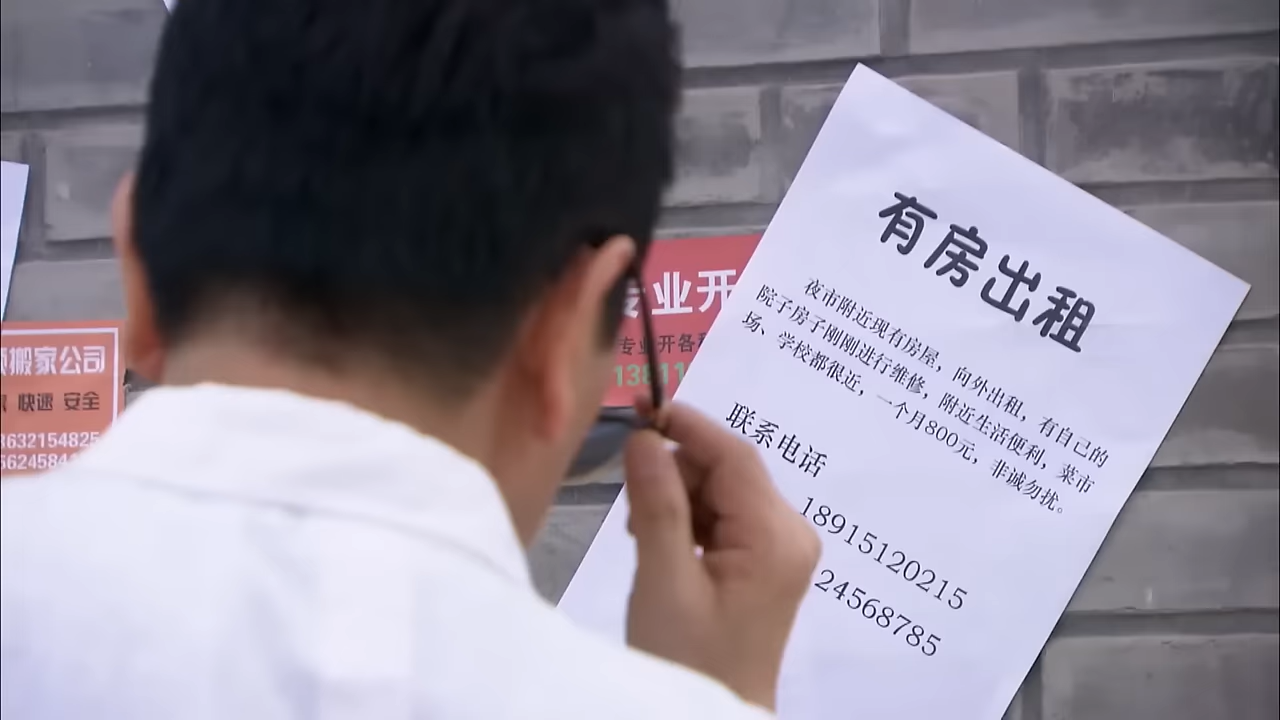 有房出租
夜市附近现有房屋，向外出租，有自己的
院子房子刚刚进行维修，附近生活便利，菜市
场、学校都很近，一个月800元，非诚勿扰。
联系电话
18915120215
24568785
专业开
专业开各
13811
搬家公司
快速 安全
8632154825
5624584